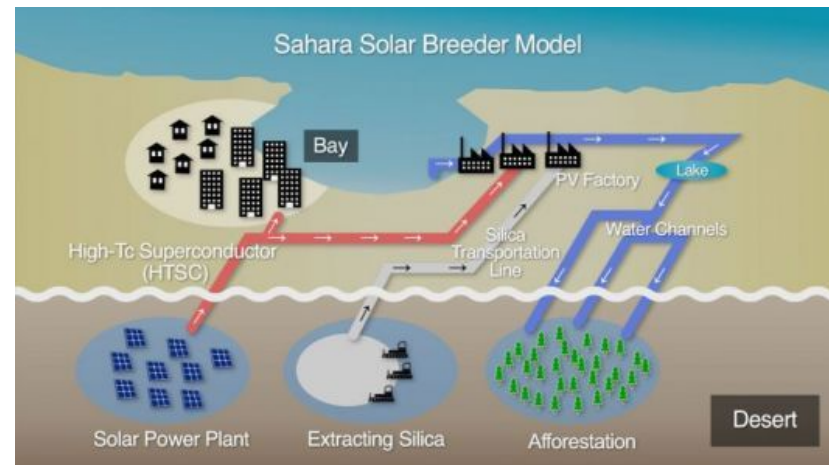 Sahara Solar Breeder Model
Bay
PV Factory
Lake
High-Tc Superconductor
(HTSC)
Silica
Transportation
Line
Water Channels
Solar Power Plant
Extracting Silica
Afforestation
Desert